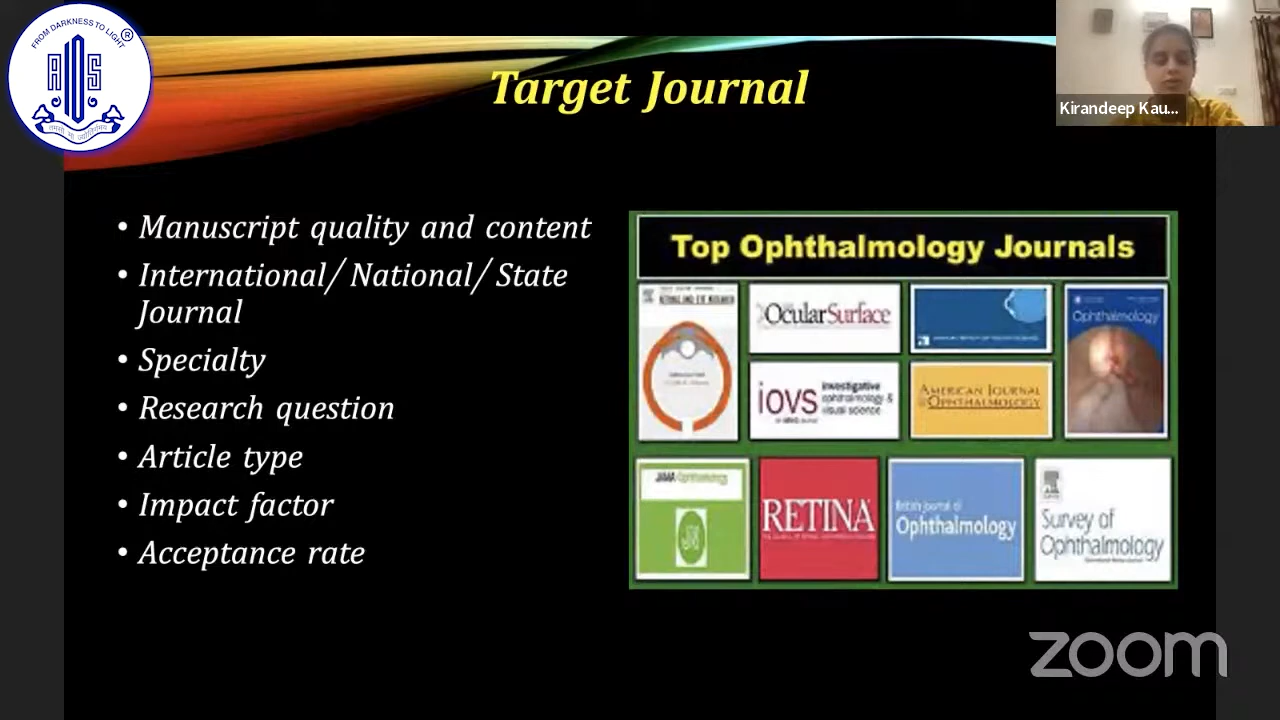 FROM DARKNESS TO LIGHT
®
AIOS
Target Journal
Kirandeep Kau...
• Manuscript quality and content
• International/ National/ State
Journal
• Specialty
• Research question
• Article type
• Impact factor
• Acceptance rate
Top Ophthalmology Journals
OcularSurface
Ophthalmology
iovs investigative
ophthalmology &
visual science
AMERICAN JOURNAL
OPHTHALMOLOGY
JAMA Ophthalmology
RETINA
British Journal of
Ophthalmology
Survey of
Ophthalmology
zoom